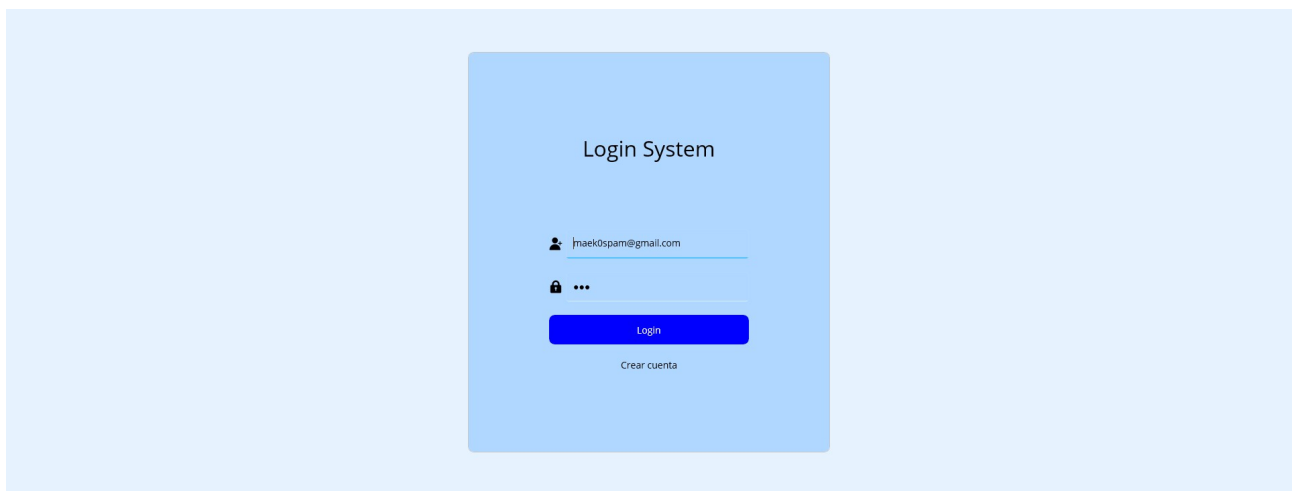 Login System
maek0spam@gmail.com
•••
Login
Crear cuenta